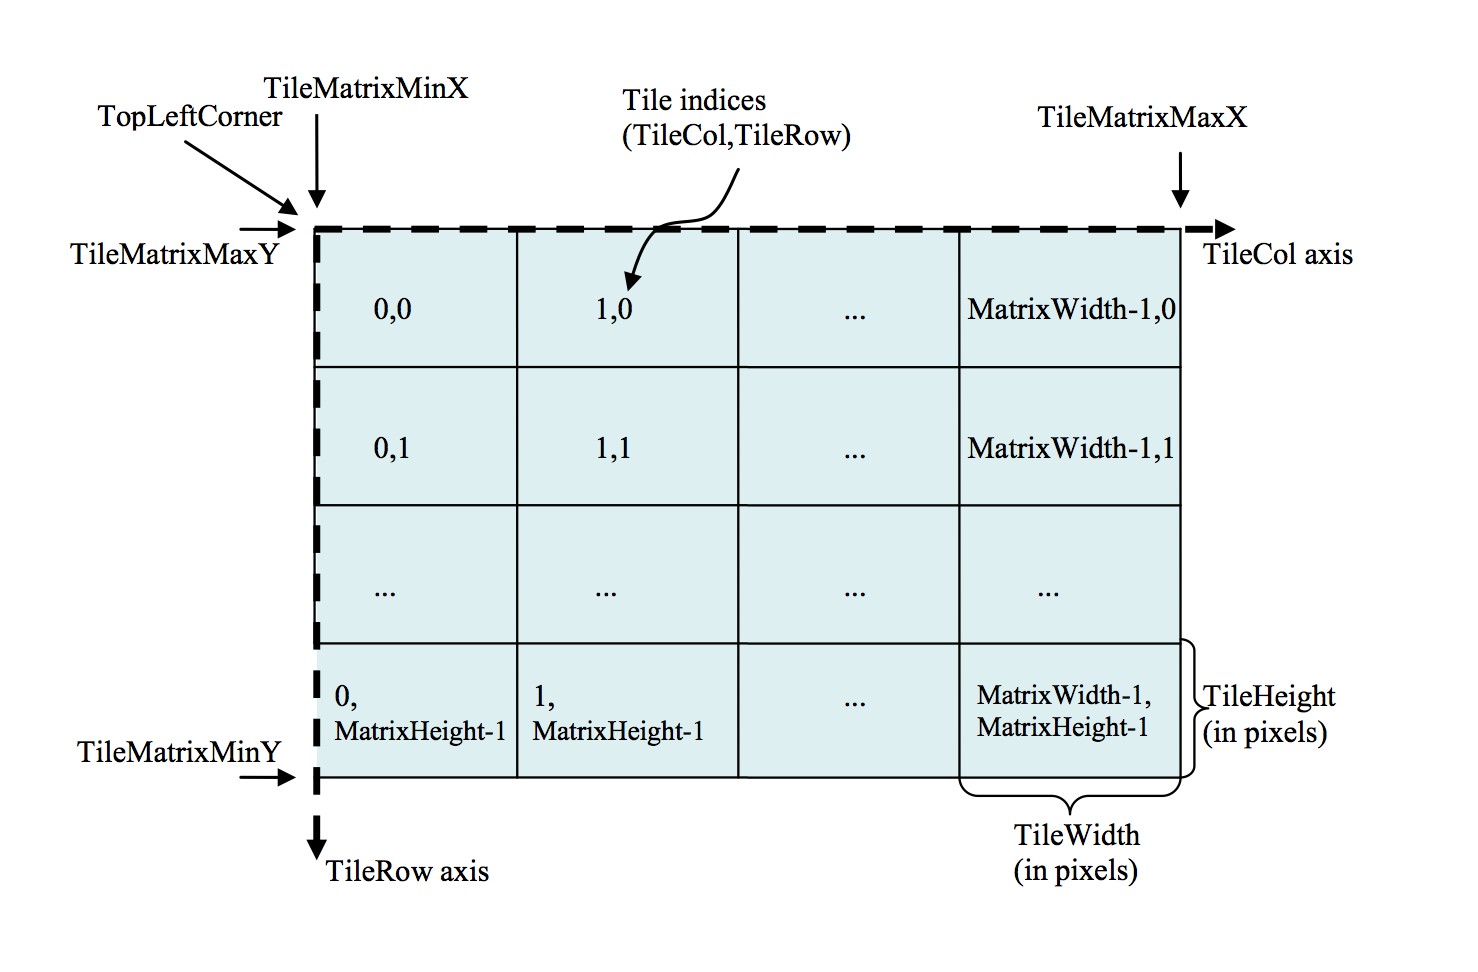 TileMatrixMinX
TopLeftCorner
Tile indices
(TileCol,TileRow)
TileMatrixMaxX
TileMatrixMaxY
TileCol axis
0,0
1,0
...
MatrixWidth-1,0
0,1
1,1
...
MatrixWidth-1,1
...
...
...
...
0,
MatrixHeight-1
1,
MatrixHeight-1
...
MatrixWidth-1,
MatrixHeight-1
TileHeight
(in pixels)
TileMatrixMinY
TileWidth
(in pixels)
TileRow axis